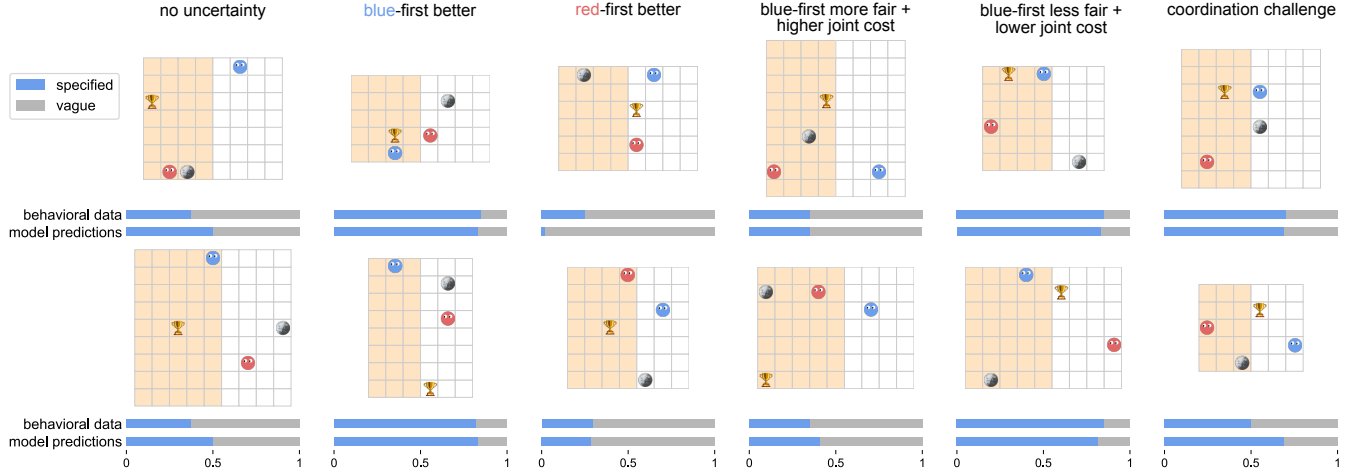 no uncertainty
blue-first better
red-first better
blue-first more fair +
higher joint cost
blue-first less fair +
lower joint cost
coordination challenge
specified
vague
behavioral data
model predictions
behavioral data
model predictions
0 0.5 1
0 0.5 1
0 0.5 1
0 0.5 1
0 0.5 1
0 0.5 1